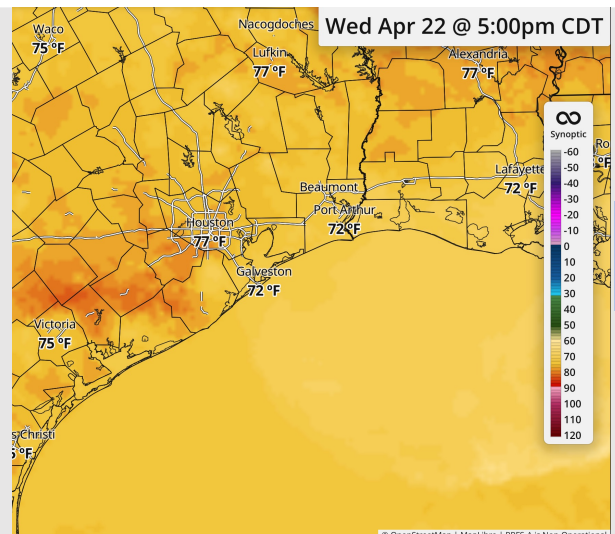 Wed Apr 22 @ 5:00pm CDT
Waco
75 °F
Nacogdoches
Lufkin
77 °F
Alexandria
77 °F
Synoptic
-60
-50
-40
-30
-20
-10
0
10
20
30
40
50
60
70
80
90
100
110
120
Ro
°F
Lafayette
72 °F
Beaumont
Port Arthur
72 °F
Houston
77 °F
Galveston
72 °F
Victoria
75 °F
s Christi
°F
© OpenStreetMap | MapLibre | RRFS-A is Non-Operational